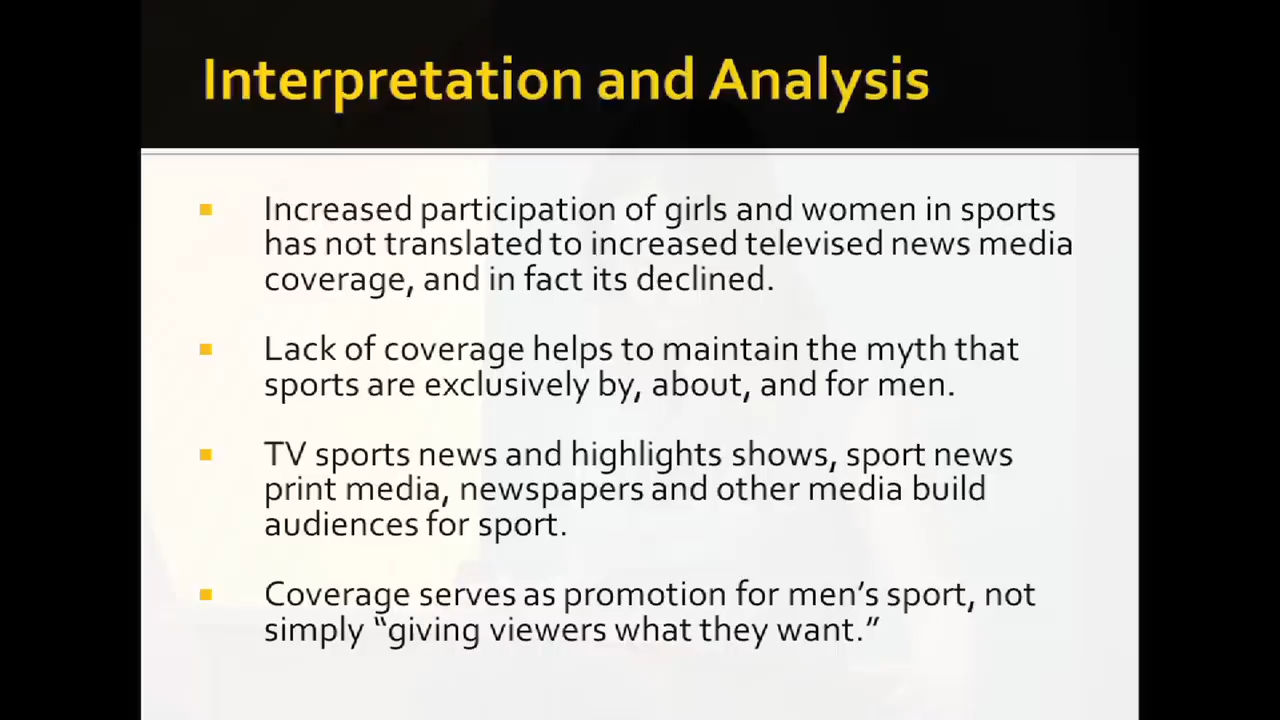 Interpretation and Analysis
Increased participation of girls and women in sports
has not translated to increased televised news media
coverage, and in fact its declined.
Lack of coverage helps to maintain the myth that
sports are exclusively by, about, and for men.
TV sports news and highlights shows, sport news
print media, newspapers and other media build
audiences for sport.
Coverage serves as promotion for men’s sport, not
simply “giving viewers what they want.”